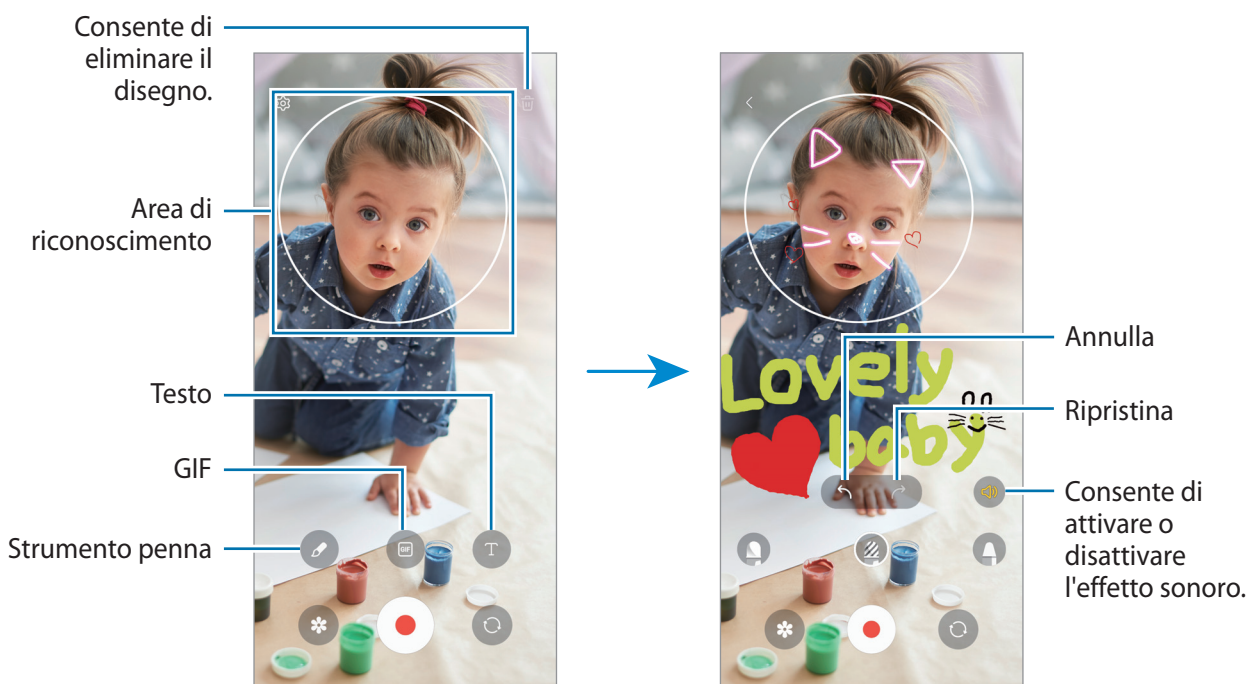 Consente di
eliminare il
disegno.
Area di
riconoscimento
Testo
GIF
Strumento penna
GIF
T
Lovely
baby
Annulla
Ripristina
Consente di
attivare o
disattivare
l'effetto sonoro.